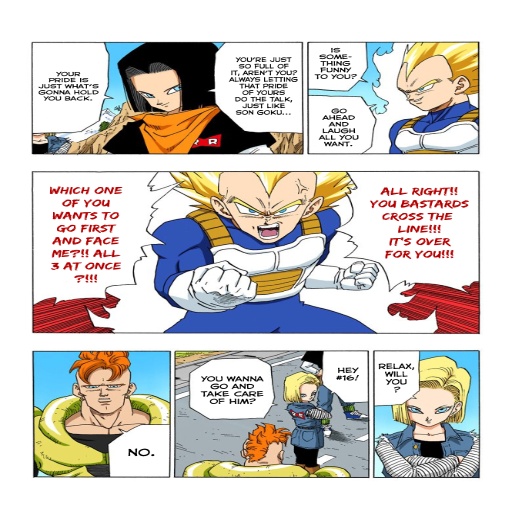 YOUR
PRIDE IS
JUST WHAT'S
GONNA HOLD
YOU BACK.
YOU'RE JUST
SO FULL OF
IT, AREN'T YOU?
ALWAYS LETTING
THAT PRIDE
OF YOURS
DO THE TALK,
JUST LIKE
SON GOKU...
R R
IS
SOME-
THING
FUNNY
TO YOU?
GO
AHEAD
AND
LAUGH
ALL YOU
WANT.
WHICH ONE
OF YOU
WANTS TO
GO FIRST
AND FACE
ME?!! ALL
3 AT ONCE
?!!!
ALL RIGHT!!
YOU BASTARDS
CROSS THE
LINE!!!
IT'S OVER
FOR YOU!!!
NO.
YOU WANNA
GO AND
TAKE CARE
OF HIM?
HEY
#16!
RELAX,
WILL
YOU
?